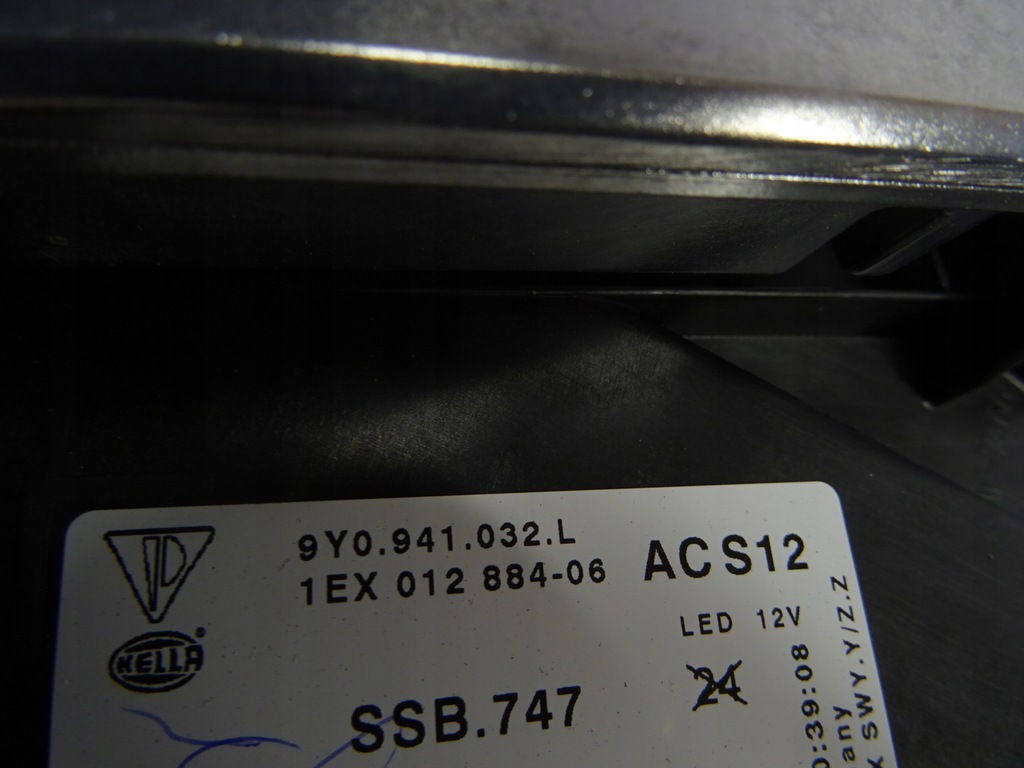 9Y0.941.032.L
1EX 012 884-06
ACS12
HELLA®
LED 12V
24
SSB.747
0:39:08
any
X SWY.Y/Z.Z